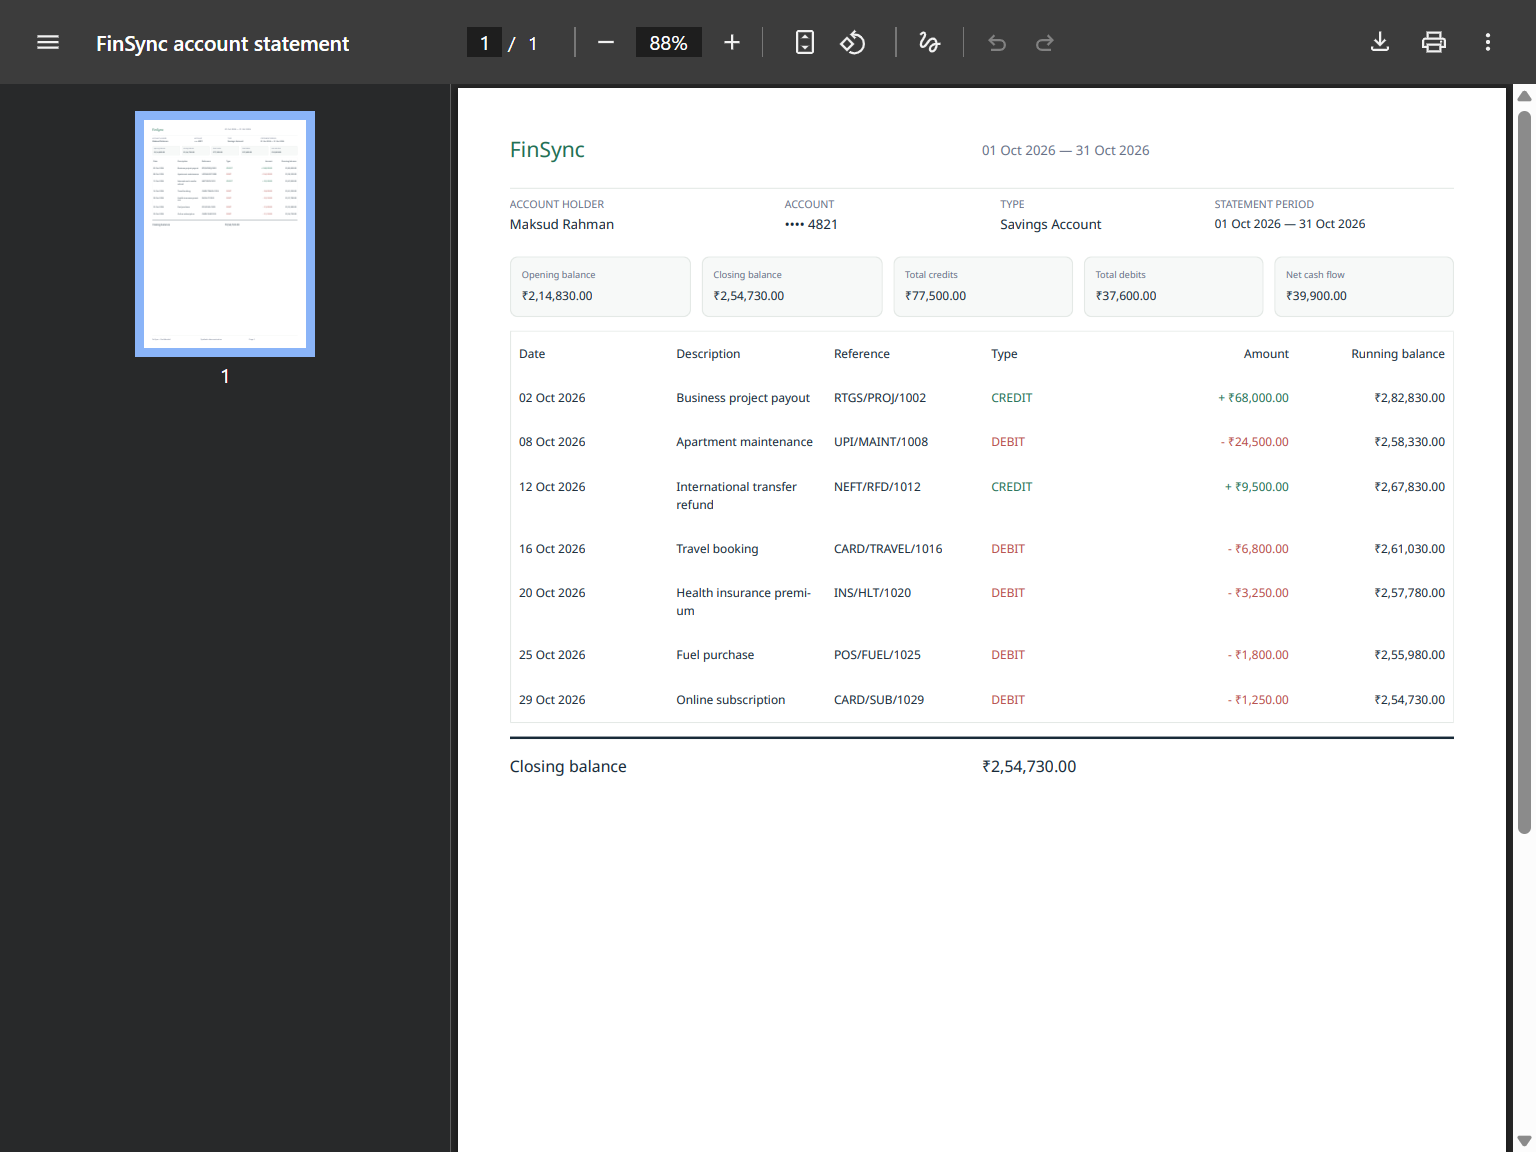 FinSync account statement
1 / 1
88%
1
FinSync
01 Oct 2026 — 31 Oct 2026
ACCOUNT HOLDER ACCOUNT TYPE STATEMENT PERIOD
Maksud Rahman •••• 4821 Savings Account 01 Oct 2026 — 31 Oct 2026
Opening balance Closing balance Total credits Total debits Net cash flow
₹2,14,830.00 ₹2,54,730.00 ₹77,500.00 ₹37,600.00 ₹39,900.00
Date Description Reference Type Amount Running balance
02 Oct 2026 Business project payout RTGS/PROJ/1002 CREDIT + ₹68,000.00 ₹2,82,830.00
08 Oct 2026 Apartment maintenance UPI/MAINT/1008 DEBIT - ₹24,500.00 ₹2,58,330.00
12 Oct 2026 International transfer NEFT/RFD/1012 CREDIT + ₹9,500.00 ₹2,67,830.00
refund
16 Oct 2026 Travel booking CARD/TRAVEL/1016 DEBIT - ₹6,800.00 ₹2,61,030.00
20 Oct 2026 Health insurance premi- INS/HLT/1020 DEBIT - ₹3,250.00 ₹2,57,780.00
um
25 Oct 2026 Fuel purchase POS/FUEL/1025 DEBIT - ₹1,800.00 ₹2,55,980.00
29 Oct 2026 Online subscription CARD/SUB/1029 DEBIT - ₹1,250.00 ₹2,54,730.00
Closing balance ₹2,54,730.00